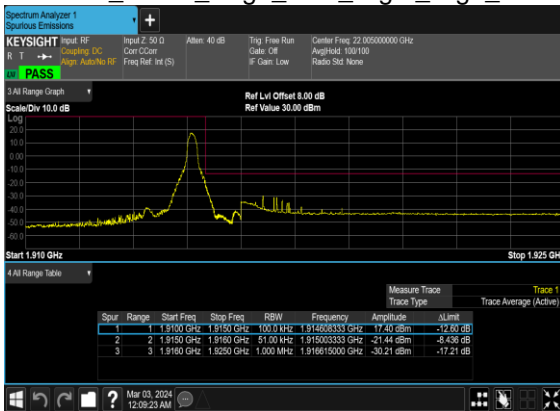 Spectrum Analyzer 1
Spurious Emissions
+
KEYSIGHT Input: RF Input Z: 50 Ω Atten: 40 dB Trig: Free Run Center Freq: 22.005000000 GHz
R T Coupling: DC Corr CCorr Gate: Off Avg|Hold: 100/100
Align: Auto/No RF Freq Ref: Int (S) IF Gain: Low Radio Std: None
PASS
3 All Range Graph
Ref Lvl Offset 8.00 dB
Scale/Div 10.0 dB Ref Value 30.00 dBm
Log
20.0
10.0
0.00
-10.0
-20.0
-30.0
-40.0
-50.0
-60.0
Start 1.910 GHz Stop 1.925 GH
4 All Range Table
Measure Trace Trace 1
Trace Type Trace Average (Active)
Spur Range Start Freq Stop Freq RBW Frequency Amplitude ΔLimit
1 1 1.9100 GHz 1.9150 GHz 100.0 kHz 1.914608333 GHz 17.40 dBm -12.60 dB
2 2 1.9150 GHz 1.9160 GHz 51.00 kHz 1.915003333 GHz -21.44 dBm -8.436 dB
3 3 1.9160 GHz 1.9250 GHz 1.000 MHz 1.916615000 GHz -30.21 dBm -17.21 dB
? Mar 03, 2024
12:09:23 AM